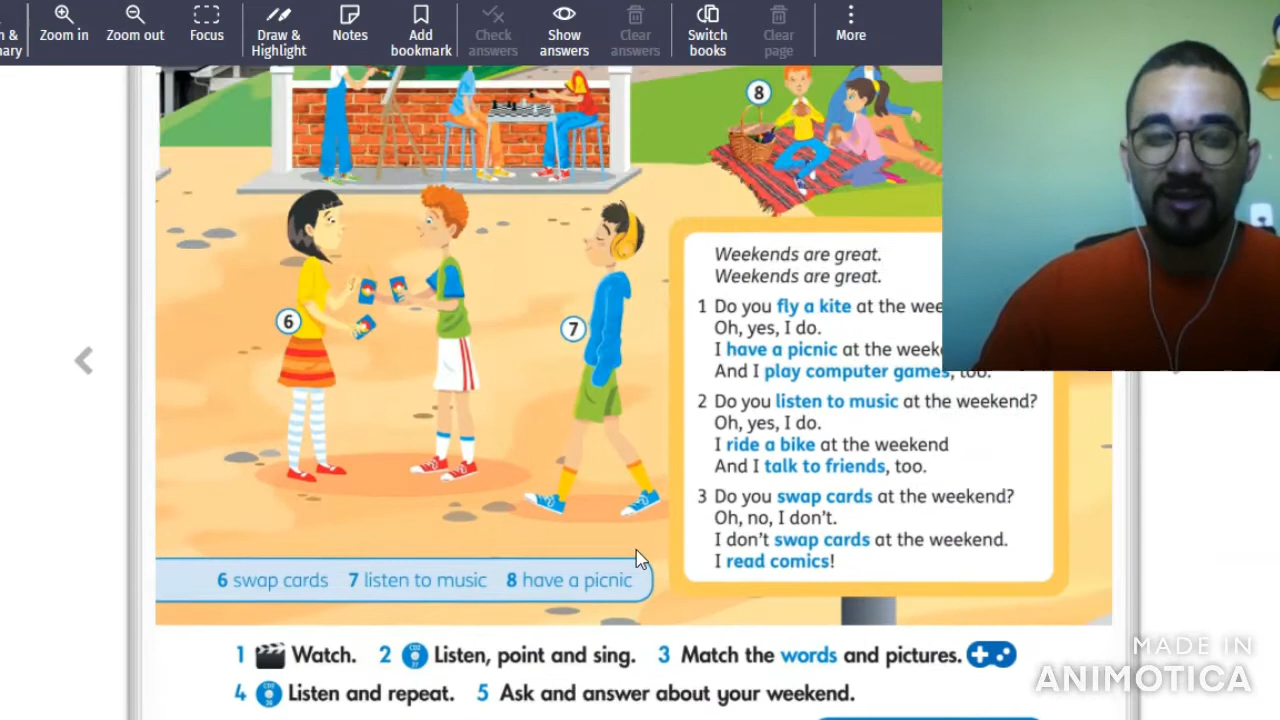 Zoom in
Zoom out
Focus
Draw &
Highlight
Notes
Add
bookmark
Check
answers
Show
answers
Clear
answers
Switch
books
Clear
page
More
8
6
7
Weekends are great.
Weekends are great.
1 Do you fly a kite at the
Oh, yes, I do.
I have a picnic at the
And I play computer games, too.
2 Do you listen to music at the weekend?
Oh, yes, I do.
I ride a bike at the weekend
And I talk to friends, too.
3 Do you swap cards at the weekend?
Oh, no, I don't.
I don't swap cards at the weekend.
I read comics!
6 swap cards 7 listen to music 8 have a picnic
1 Watch. 2 Listen, point and sing. 3 Match the words and pictures.
4 Listen and repeat. 5 Ask and answer about your weekend.
MADE IN
ANIMOTICA